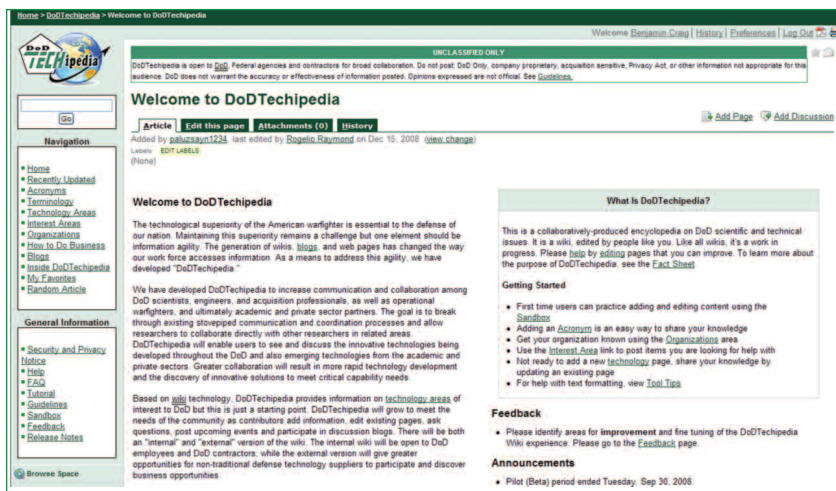 Home > DoDTechipedia > Welcome to DoDTechipedia
Welcome Benjamin Craig | History | Preferences | Log Out
DoD
TECHipedia
UNCLASSIFIED ONLY
DoDTechipedia is open to DoD, Federal agencies and contractors for broad collaboration. Do not post: DoD Only, company proprietary, acquisition sensitive, Privacy Act, or other information not appropriate for this
audience. DoD does not warrant the accuracy or effectiveness of information posted. Opinions expressed are not official. See Guidelines.
Go
Navigation
Home
Recently Updated
Acronyms
Terminology
Technology Areas
Interest Areas
Organizations
How to Do Business
Blogs
Inside DoDTechipedia
My Favorites
Random Article
General Information
Security and Privacy
Notice
Help
FAQ
Tutorial
Guidelines
Sandbox
Feedback
Release Notes
Browse Space
Welcome to DoDTechipedia
Article Edit this page Attachments (0) History
Add Page Add Discussion
Added by paluzsayn1234, last edited by Rogelio Raymond on Dec 15, 2008 (view change)
Labels EDIT LABELS
(None)
Welcome to DoDTechipedia
The technological superiority of the American warfighter is essential to the defense of
our nation. Maintaining this superiority remains a challenge but one element should be
information agility. The generation of wikis, blogs, and web pages has changed the way
our work force accesses information. As a means to address this agility, we have
developed "DoDTechipedia."
We have developed DoDTechipedia to increase communication and collaboration among
DoD scientists, engineers, and acquisition professionals, as well as operational
warfighters, and ultimately academic and private sector partners. The goal is to break
through existing stovepiped communication and coordination processes and allow
researchers to collaborate directly with other researchers in related areas.
DoDTechipedia will enable users to see and discuss the innovative technologies being
developed throughout the DoD and also emerging technologies from the academic and
private sectors. Greater collaboration will result in more rapid technology development
and the discovery of innovative solutions to meet critical capability needs.
Based on wiki technology, DoDTechipedia provides information on technology areas of
interest to DoD but this is just a starting point. DoDTechipedia will grow to meet the
needs of the community as contributors add information, edit existing pages, ask
questions, post upcoming events and participate in discussion blogs. There will be both
an "internal" and "external" version of the wiki. The internal wiki will be open to DoD
employees and DoD contractors, while the external version will give greater
opportunities for non-traditional defense technology suppliers to participate and discover
business opportunities.
What Is DoDTechipedia?
This is a collaboratively-produced encyclopedia on DoD scientific and technical
issues. It is a wiki, edited by people like you. Like all wikis, it's a work in
progress. Please help by editing pages that you can improve. To learn more about
the purpose of DoDTechipedia, see the Fact Sheet.
Getting Started
• First time users can practice adding and editing content using the
Sandbox
• Adding an Acronym is an easy way to share your knowledge
• Get your organization known using the Organizations area
• Use the Interest Area link to post items you are looking for help with
• Not ready to add a new technology page, share your knowledge by
updating an existing page
• For help with text formatting, view Tool Tips
Feedback
• Please identify areas for improvement and fine tuning of the DoDTechipedia
Wiki experience. Please go to the Feedback page.
Announcements
• Pilot (Beta) period ended Tuesday, Sep 30, 2008.